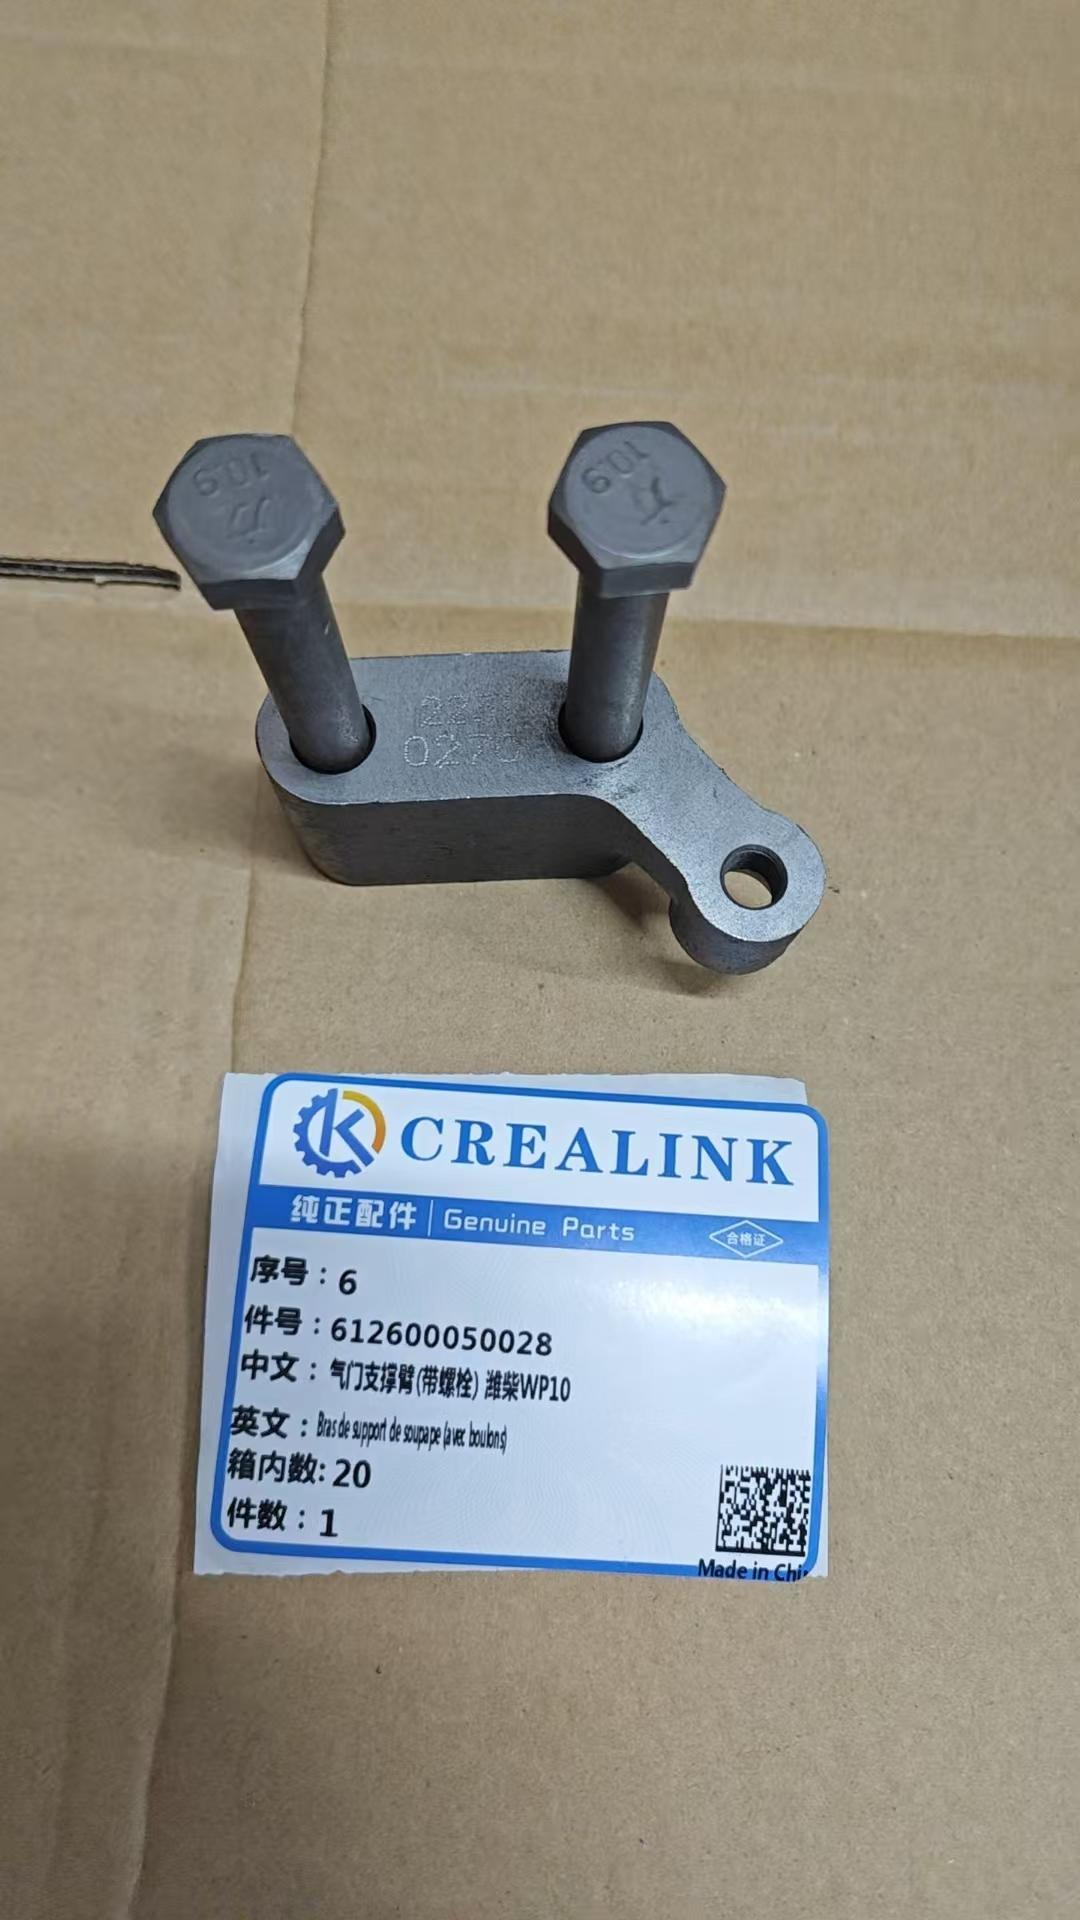 10.9
10.9
0270
CREALINK
纯正配件 | Genuine Parts
合格证
序号：6
件号：612600050028
中文：气门支撑臂(带螺栓) 潍柴WP10
英文：Bras de support de soupape (avec boulons)
箱内数: 20
件数：1
Made in Chi